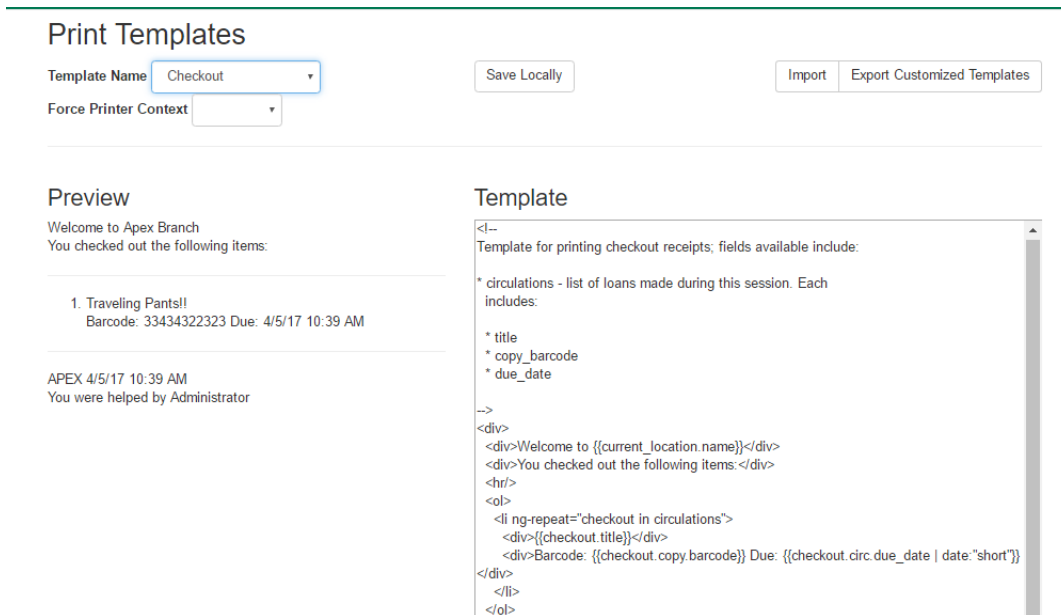 Print Templates
Template Name Checkout
Save Locally
Import Export Customized Templates
Force Printer Context
Preview
Welcome to Apex Branch
You checked out the following items:
1. Traveling Pants!!
Barcode: 33434322323 Due: 4/5/17 10:39 AM
APEX 4/5/17 10:39 AM
You were helped by Administrator
Template
<!--
Template for printing checkout receipts; fields available include:
* circulations - list of loans made during this session. Each
includes:
* title
* copy_barcode
* due_date
-->
<div>
<div>Welcome to {{current_location.name}}</div>
<div>You checked out the following items:</div>
<hr/>
<ol>
<li ng-repeat="checkout in circulations">
<div>{{checkout.title}}</div>
<div>Barcode: {{checkout.copy.barcode}} Due: {{checkout.circ.due_date | date:"short"}}
</div>
</li>
</ol>